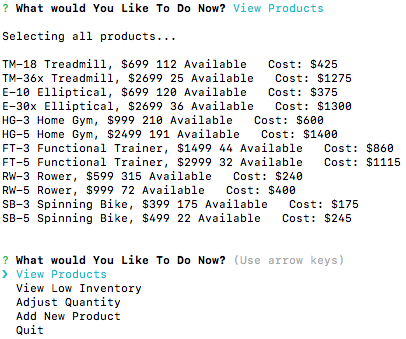 ? What would You Like To Do Now? View Products
Selecting all products...
TM-18 Treadmill, $699 112 Available   Cost: $425
TM-36x Treadmill, $2699 25 Available   Cost: $1275
E-10 Elliptical, $699 120 Available   Cost: $375
E-30x Elliptical, $2699 36 Available   Cost: $1300
HG-3 Home Gym, $999 210 Available   Cost: $600
HG-5 Home Gym, $2499 191 Available   Cost: $1400
FT-3 Functional Trainer, $1499 44 Available   Cost: $860
FT-5 Functional Trainer, $2999 32 Available   Cost: $1115
RW-3 Rower, $599 315 Available   Cost: $240
RW-5 Rower, $999 72 Available   Cost: $400
SB-3 Spinning Bike, $399 175 Available   Cost: $175
SB-5 Spinning Bike, $499 22 Available   Cost: $245
? What would You Like To Do Now? (Use arrow keys)
❯ View Products
View Low Inventory
Adjust Quantity
Add New Product
Quit